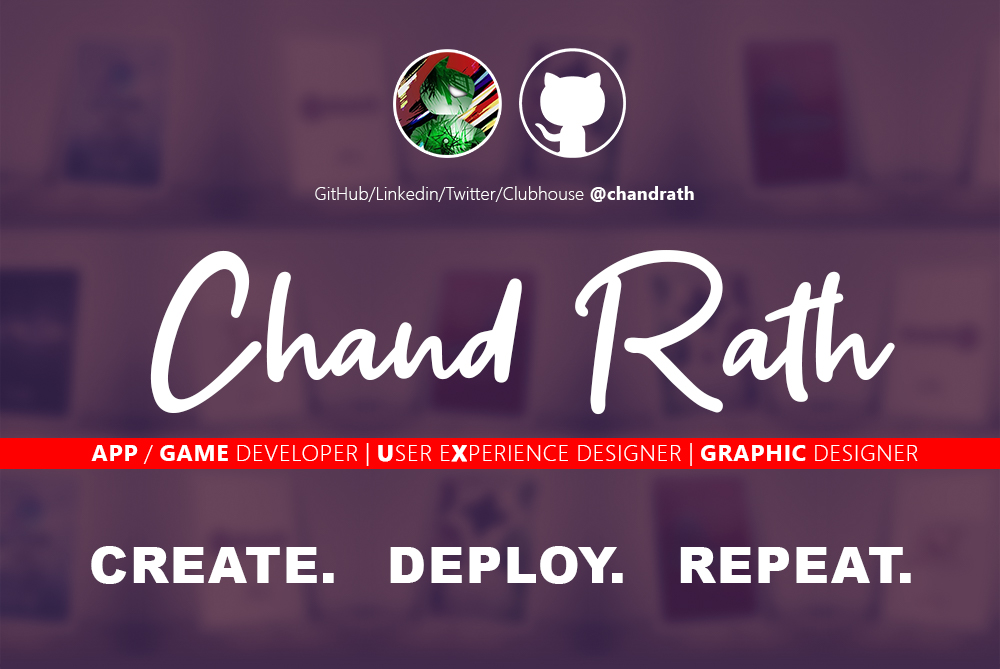 GitHub/Linkedin/Twitter/Clubhouse @chandrath
Chand Rath
APP / GAME DEVELOPER | USER EXPERIENCE DESIGNER | GRAPHIC DESIGNER
CREATE. DEPLOY. REPEAT.